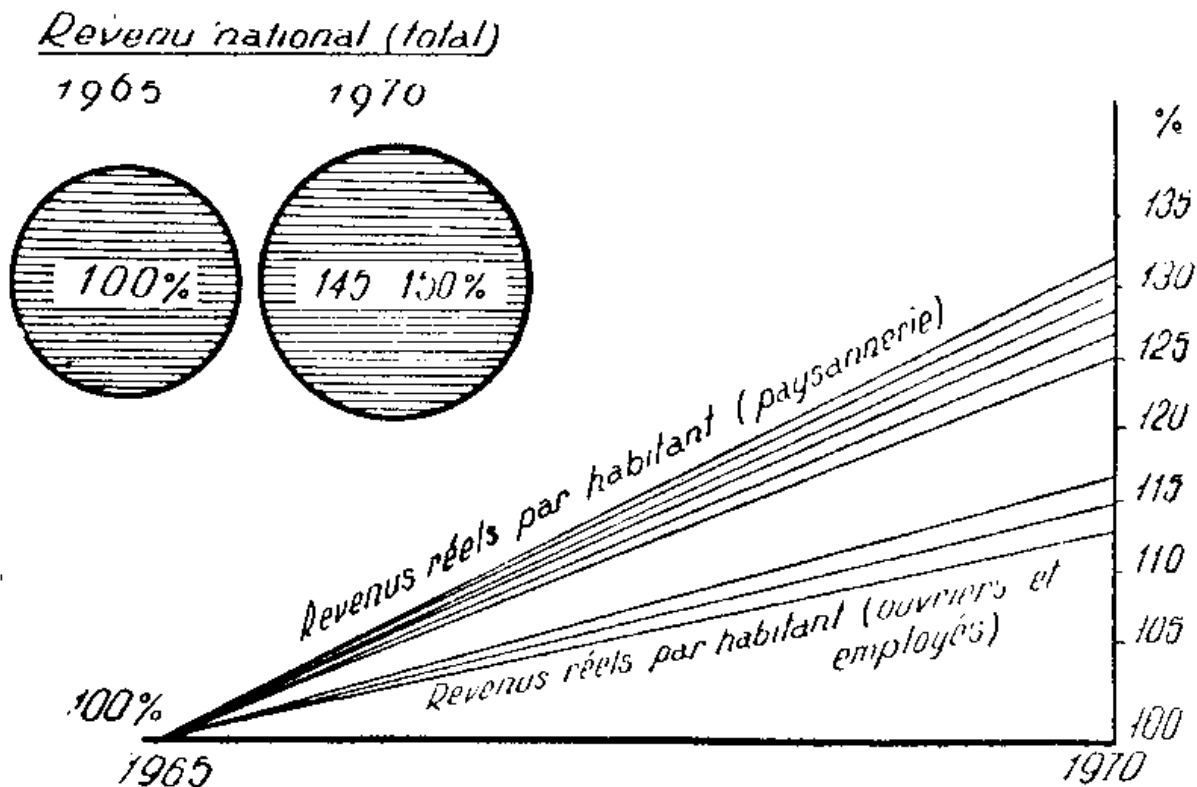 Revenu national (total)
1965 1970
100% 145 150%
%
135
130
125
120
115
110
105
100
Revenus réels par habitant (paysannerie)
Revenus réels par habitant (ouvriers et
employés)
100%
1965 1970